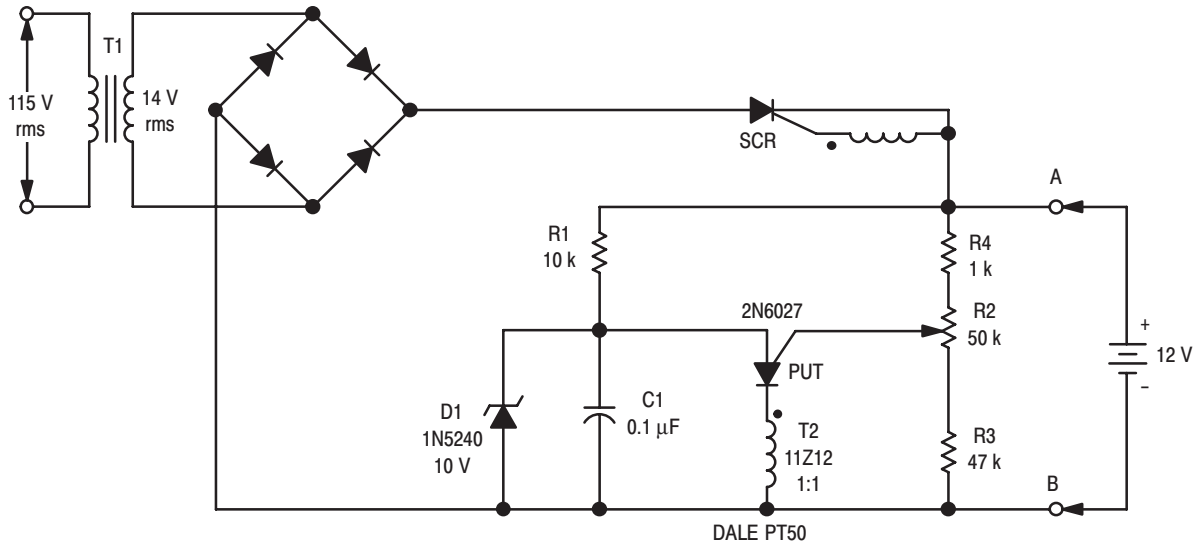 T1
115 V
rms
14 V
rms
SCR
A
R1
10 k
R4
1 k
2N6027
R2
50 k
PUT
+
12 V
−
D1
1N5240
10 V
C1
0.1 μF
T2
11Z12
1:1
R3
47 k
B
DALE PT50